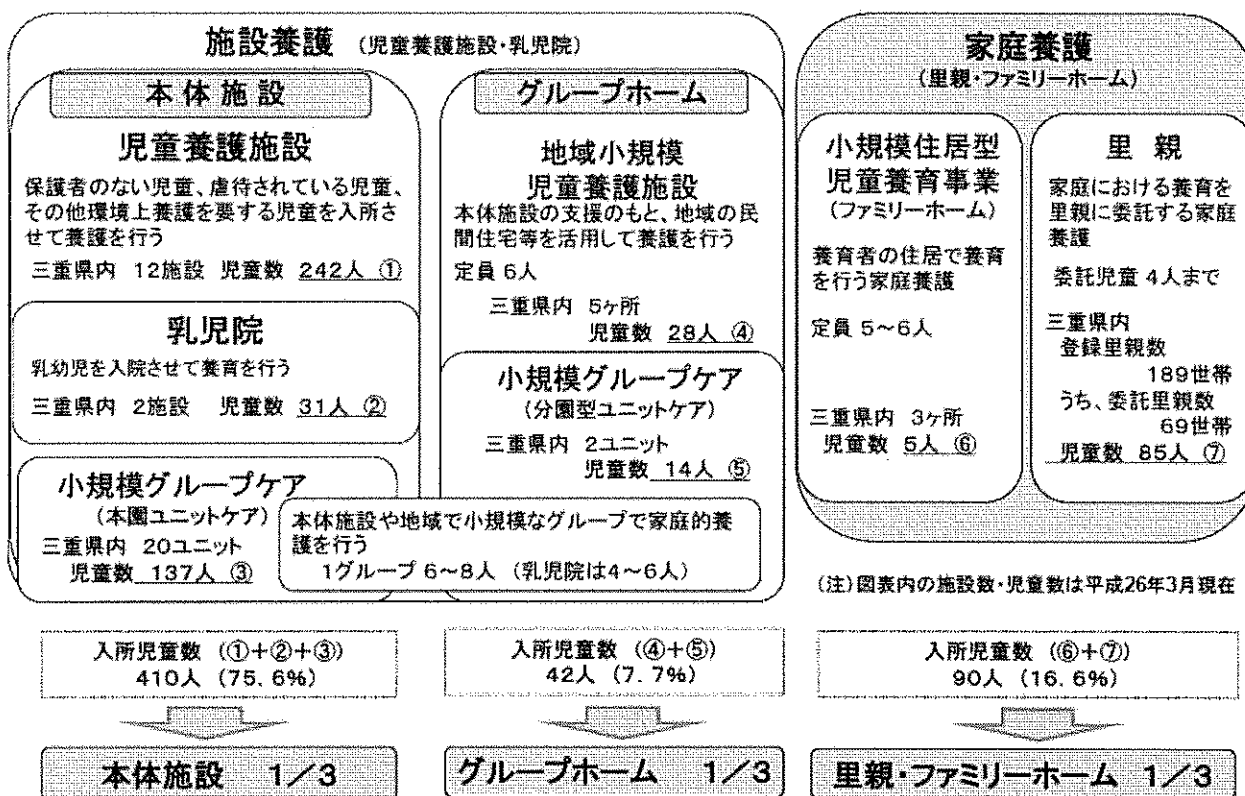 施設養護 (児童養護施設・乳児院)
本体施設
児童養護施設
保護者のない児童、虐待されている児童、
その他環境上養護を要する児童を入所さ
せて養護を行う
三重県内 12施設 児童数 242人 ①
乳児院
乳幼児を入院させて養育を行う
三重県内 2施設 児童数 31人 ②
小規模グループケア
(本園ユニットケア)
三重県内 20ユニット
児童数 137人 ③
グループホーム
地域小規模
児童養護施設
本体施設の支援のもと、地域の民
間住宅等を活用して養護を行う
定員 6人
三重県内 5ヶ所
児童数 28人 ④
小規模グループケア
(分園型ユニットケア)
三重県内 2ユニット
児童数 14人 ⑤
本体施設や地域で小規模なグループで家庭的養
護を行う
1グループ 6～8人 (乳児院は4～6人)
家庭養護
(里親・ファミリーホーム)
小規模住居型
児童養育事業
(ファミリーホーム)
養育者の住居で養育
を行う家庭養護
定員 5～6人
三重県内 3ヶ所
児童数 5人 ⑥
里親
家庭における養育を
里親に委託する家庭
養護
委託児童 4人まで
三重県内
登録里親数
189世帯
うち、委託里親数
69世帯
児童数 85人 ⑦
(注)図表内の施設数・児童数は平成26年3月現在
入所児童数 (①+②+③)
410人 (75.6%)
入所児童数 (④+⑤)
42人 (7.7%)
入所児童数 (⑥+⑦)
90人 (16.6%)
本体施設 1／3
グループホーム 1／3
里親・ファミリーホーム 1／3